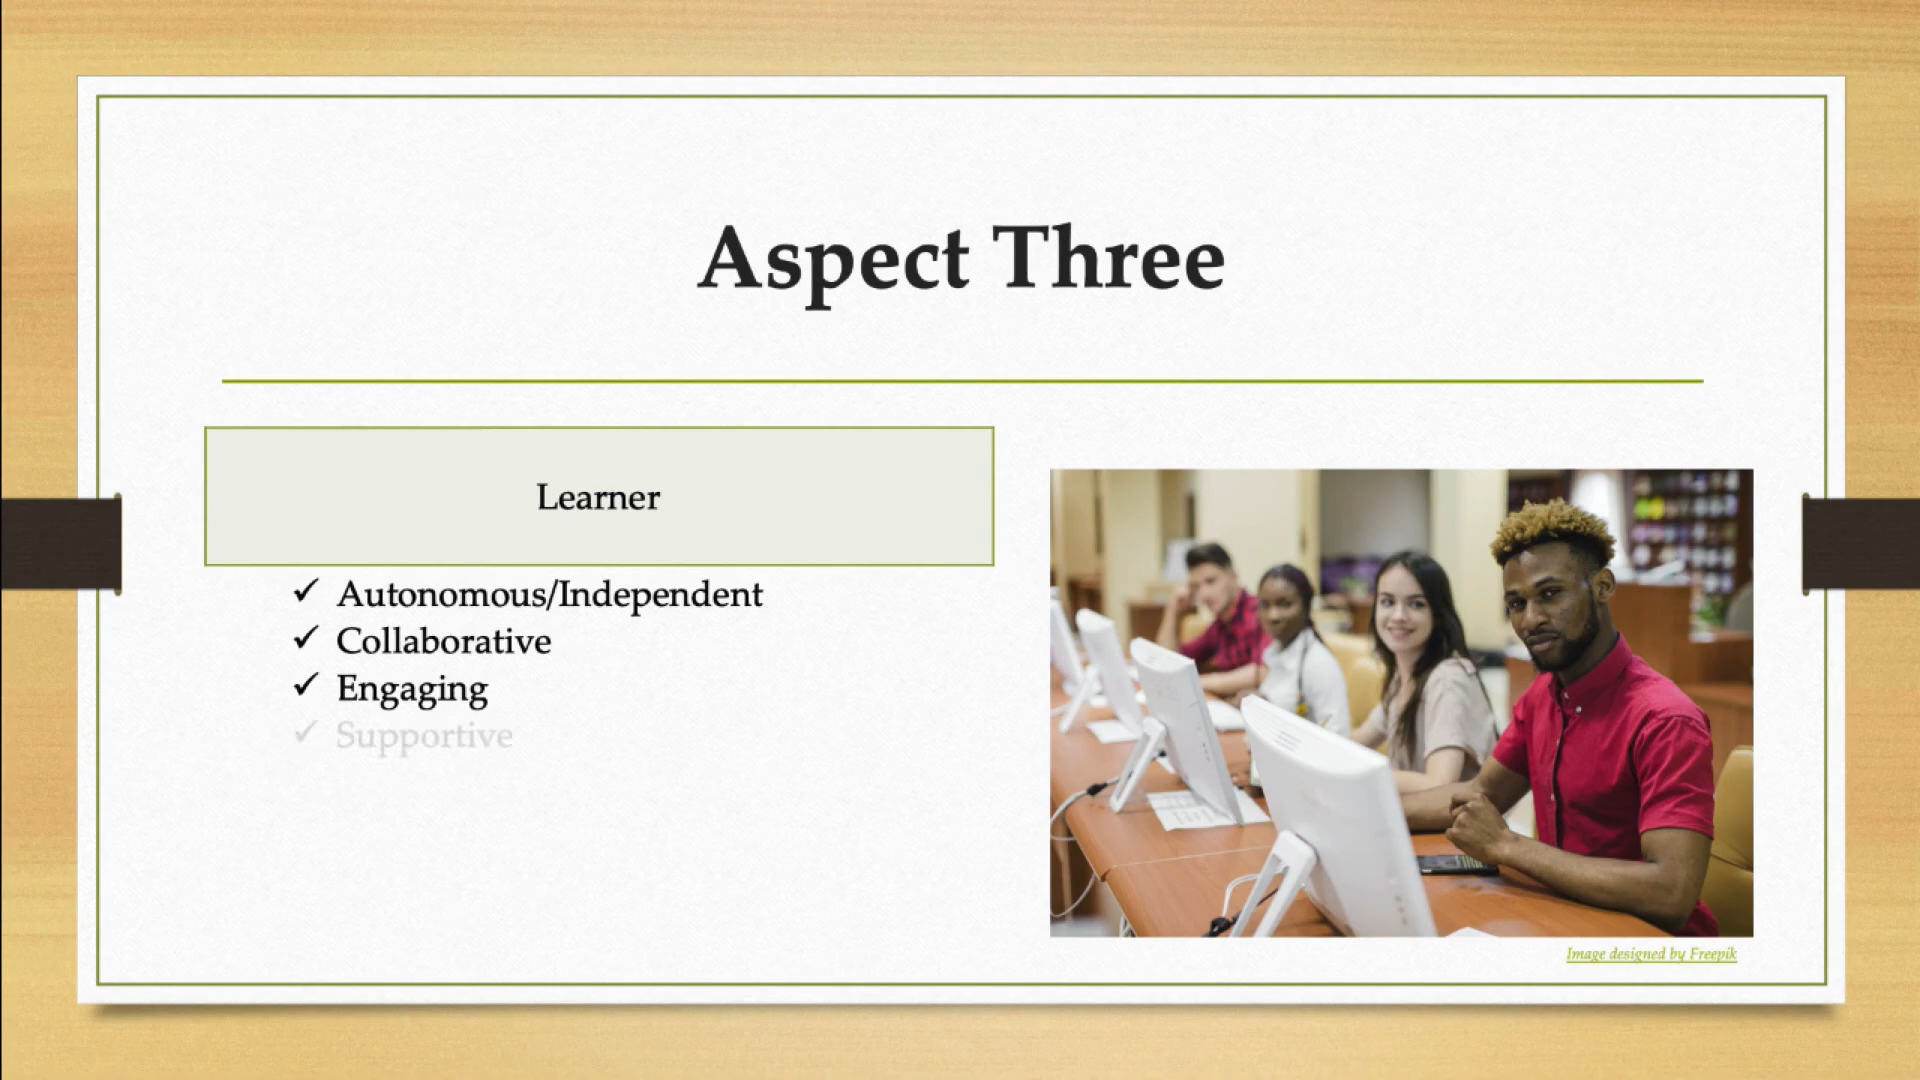 Aspect Three
Learner
✓ Autonomous/Independent
✓ Collaborative
✓ Engaging
✓ Supportive
Image designed by Freepik